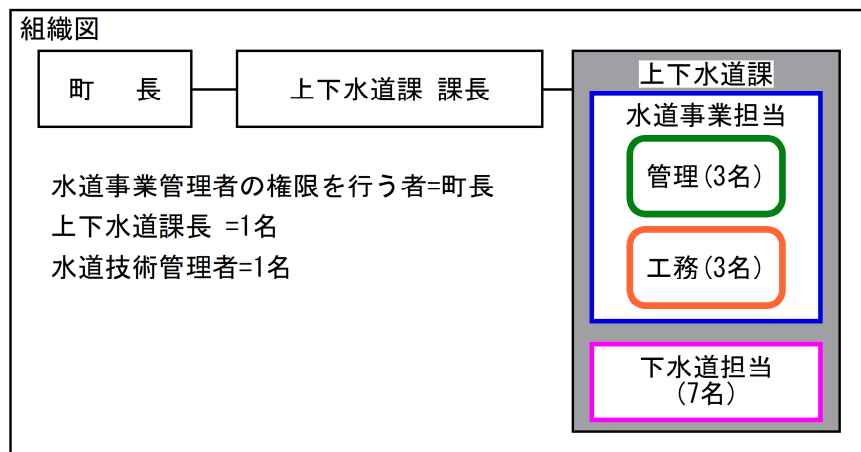 組織図
町　長
上下水道課 課長
上下水道課
水道事業担当
管理(3名)
工務(3名)
下水道担当
(7名)
水道事業管理者の権限を行う者=町長
上下水道課長 =1名
水道技術管理者=1名